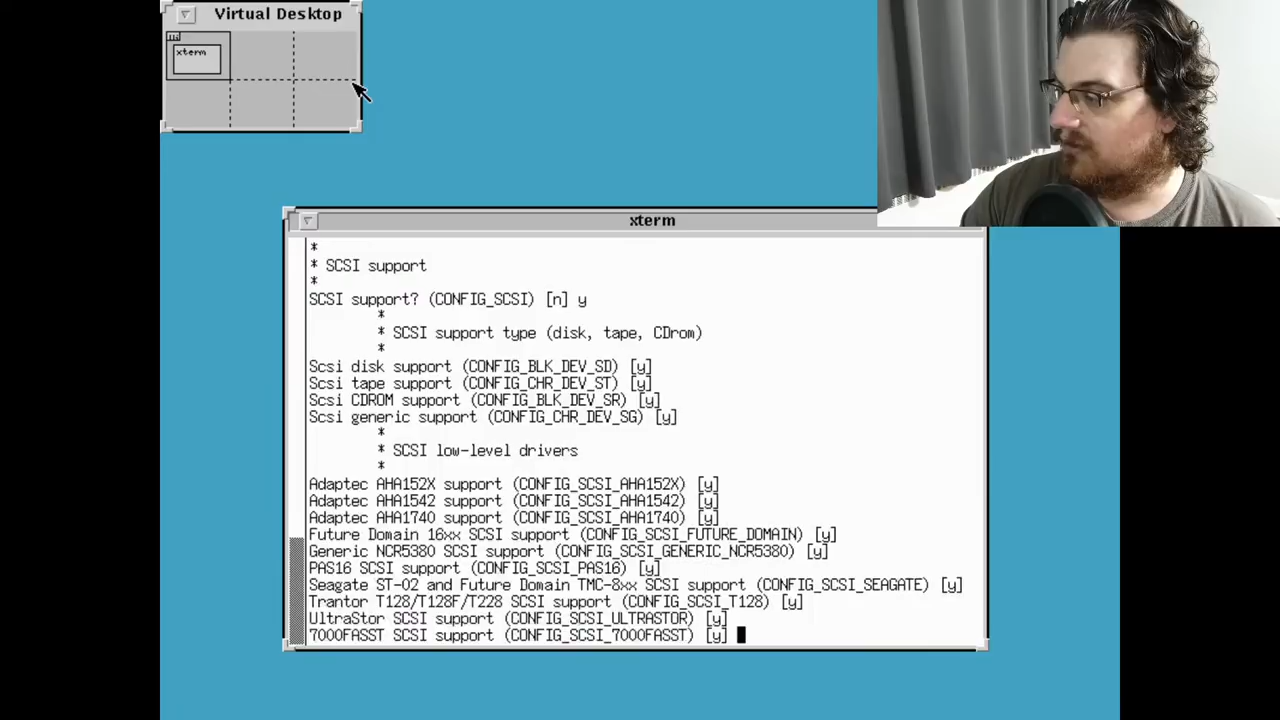 Virtual Desktop
xterm
xterm
*
* SCSI support
*
SCSI support? (CONFIG_SCSI) [n] y
*
* SCSI support type (disk, tape, CDrom)
*
Scsi disk support (CONFIG_BLK_DEV_SD) [y]
Scsi tape support (CONFIG_CHR_DEV_ST) [y]
Scsi CDROM support (CONFIG_BLK_DEV_SR) [y]
Scsi generic support (CONFIG_CHR_DEV_SG) [y]
*
* SCSI low-level drivers
*
Adaptec AHA152X support (CONFIG_SCSI_AHA152X) [y]
Adaptec AHA1542 support (CONFIG_SCSI_AHA1542) [y]
Adaptec AHA1740 support (CONFIG_SCSI_AHA1740) [y]
Future Domain 16xx SCSI support (CONFIG_SCSI_FUTURE_DOMAIN) [y]
Generic NCR5380 SCSI support (CONFIG_SCSI_GENERIC_NCR5380) [y]
PAS16 SCSI support (CONFIG_SCSI_PAS16) [y]
Seagate ST-02 and Future Domain TMC-8xx SCSI support (CONFIG_SCSI_SEAGATE) [y]
Trantor T128/T128F/T228 SCSI support (CONFIG_SCSI_T128) [y]
UltraStor SCSI support (CONFIG_SCSI_ULTRASTOR) [y]
7000FASST SCSI support (CONFIG_SCSI_7000FASST) [y]